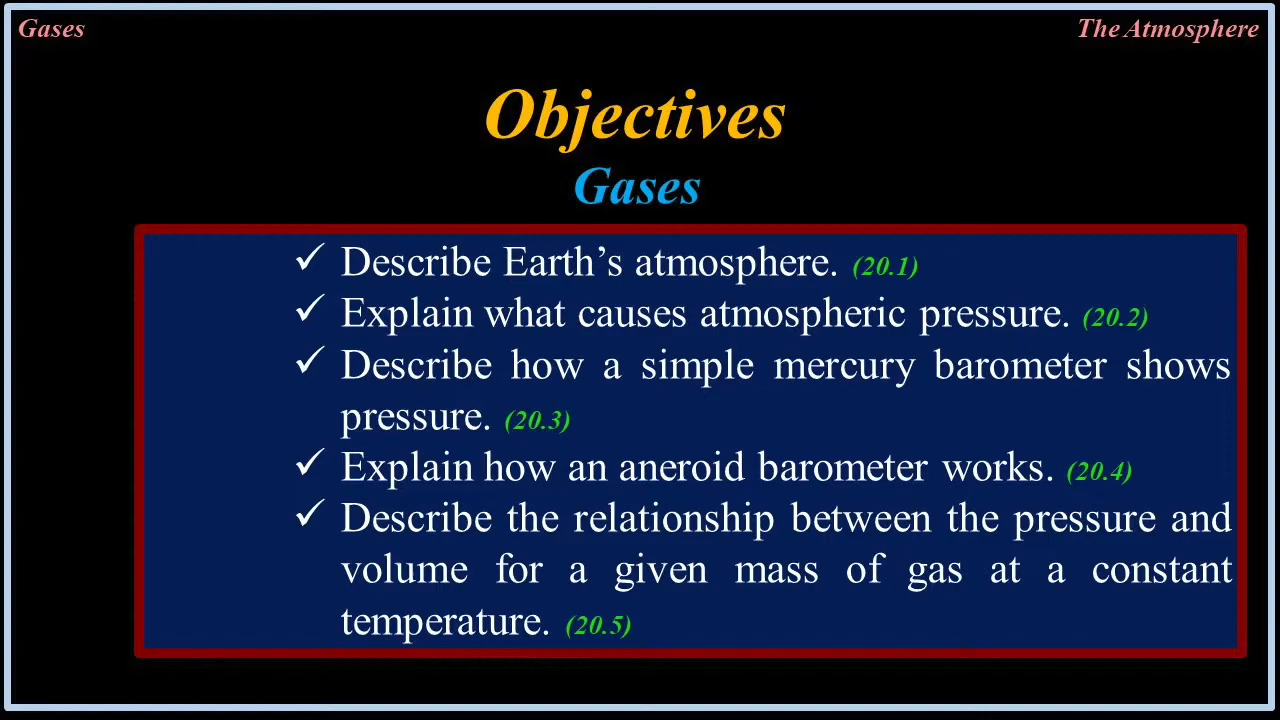 Gases
The Atmosphere
Objectives
Gases
✓ Describe Earth’s atmosphere. (20.1)
✓ Explain what causes atmospheric pressure. (20.2)
✓ Describe how a simple mercury barometer shows
pressure. (20.3)
✓ Explain how an aneroid barometer works. (20.4)
✓ Describe the relationship between the pressure and
volume for a given mass of gas at a constant
temperature. (20.5)